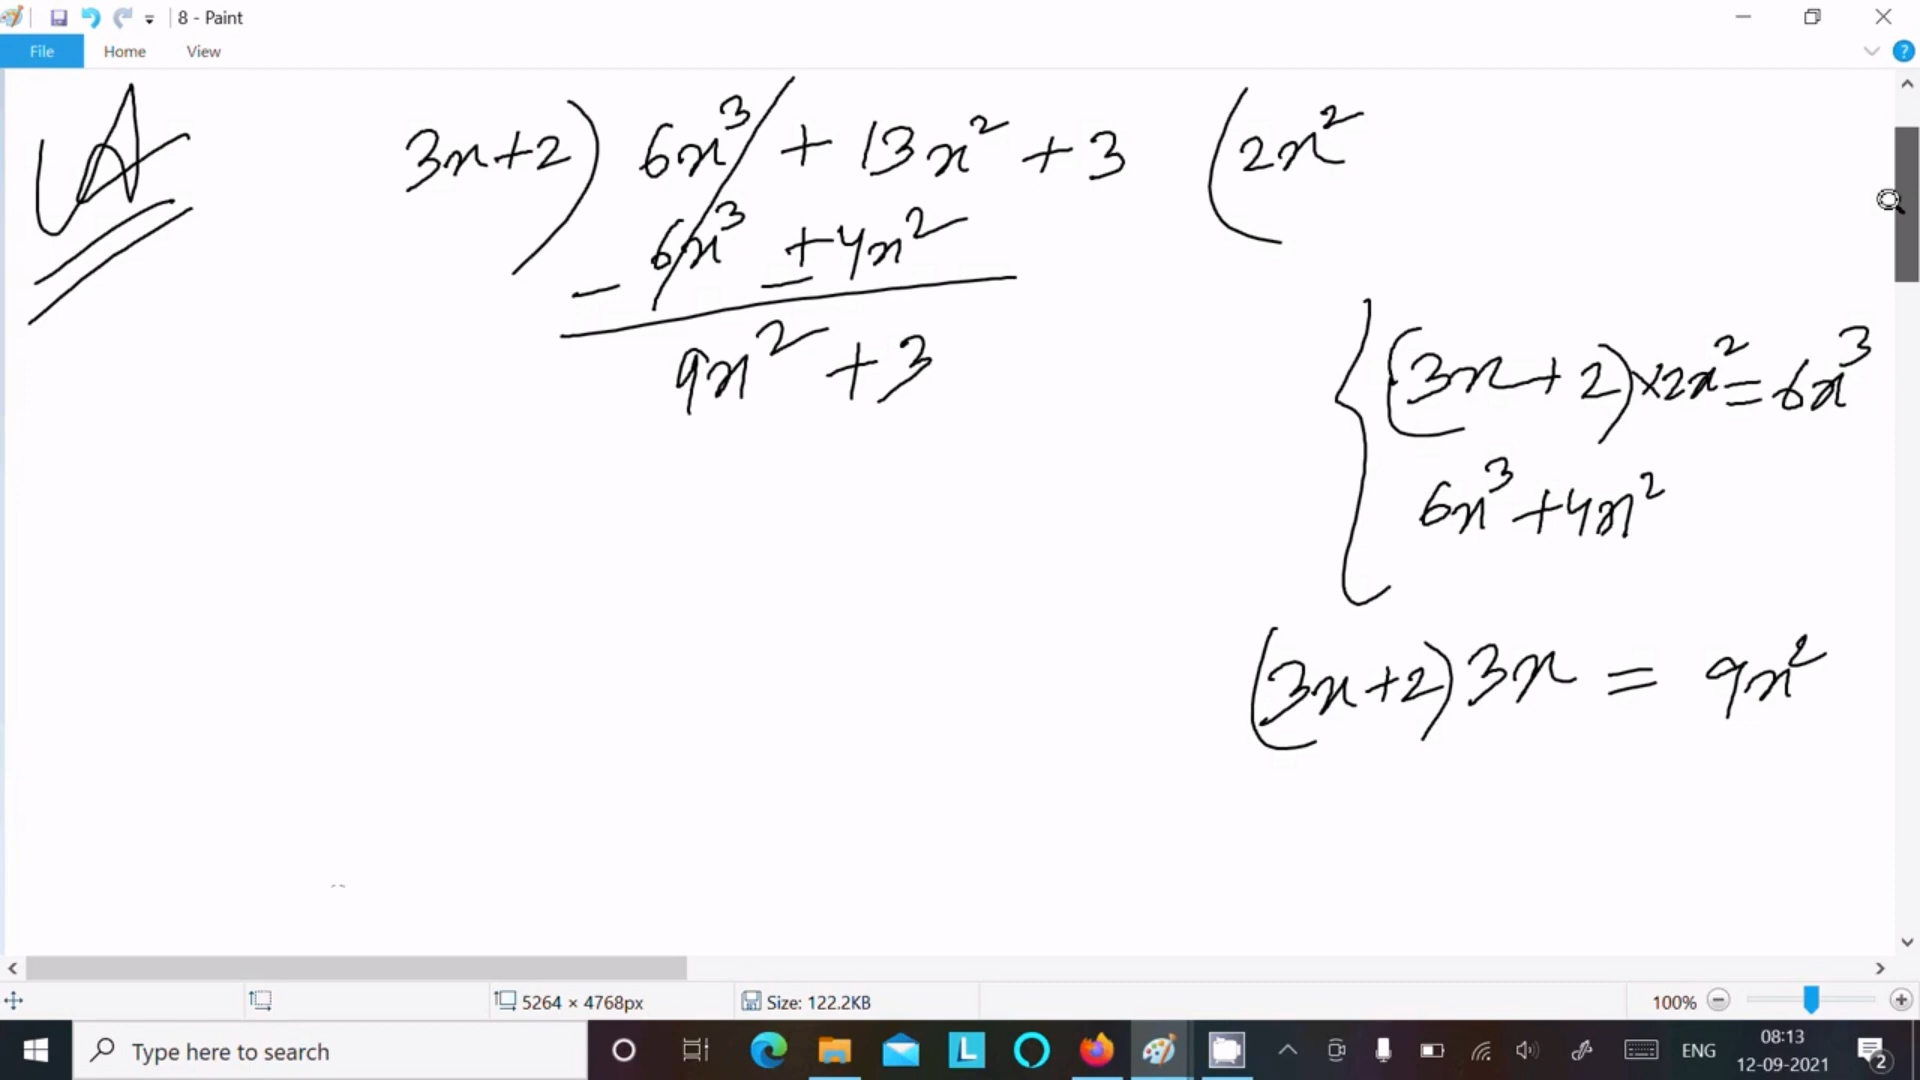 8 - Paint
File Home View
A
3x+2) 6x³ + 13x² + 3 (2x²
6x³ + 4x²
- -
9x² + 3
(3x+2)×2x² = 6x³
6x³ + 4x²
(3x+2) 3x = 9x²
5264 × 4768px Size: 122.2KB 100%
Type here to search
L
ENG
08:13
12-09-2021
2